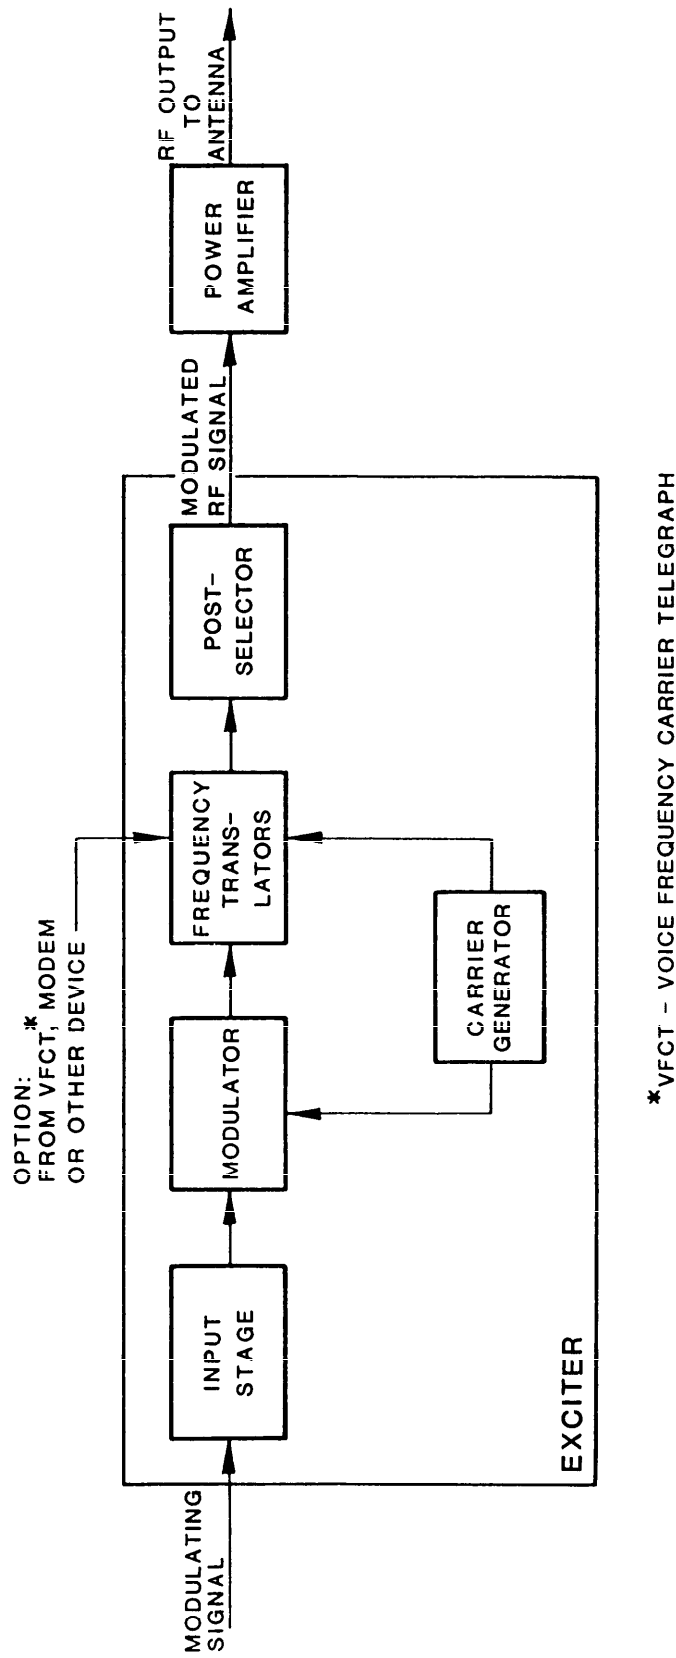 MODULATING
SIGNAL
INPUT
STAGE
MODULATOR
OPTION:
FROM VFCT,* MODEM
OR OTHER DEVICE
FREQUENCY
TRANS-
LATORS
CARRIER
GENERATOR
POST-
SELECTOR
MODULATED
RF SIGNAL
POWER
AMPLIFIER
RF OUTPUT
TO
ANTENNA
EXCITER
*VFCT - VOICE FREQUENCY CARRIER TELEGRAPH